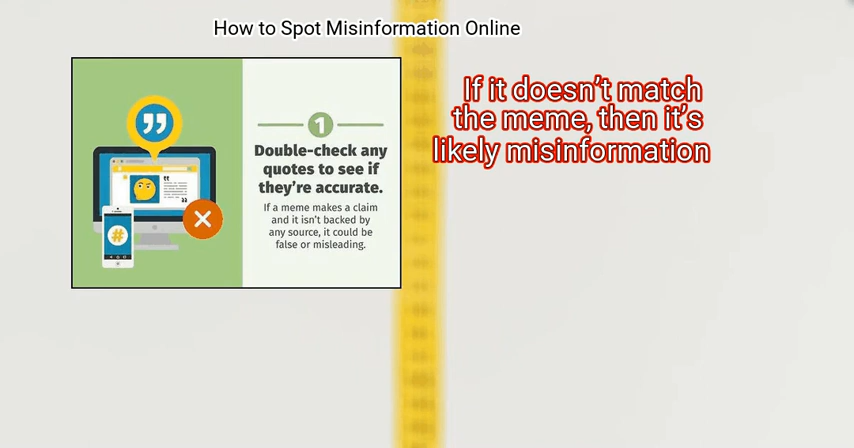 How to Spot Misinformation Online
If it doesn’t match
the meme, then it’s
likely misinformation
1
Double-check any
quotes to see if
they’re accurate.
If a meme makes a claim
and it isn’t backed by
any source, it could be
false or misleading.
#